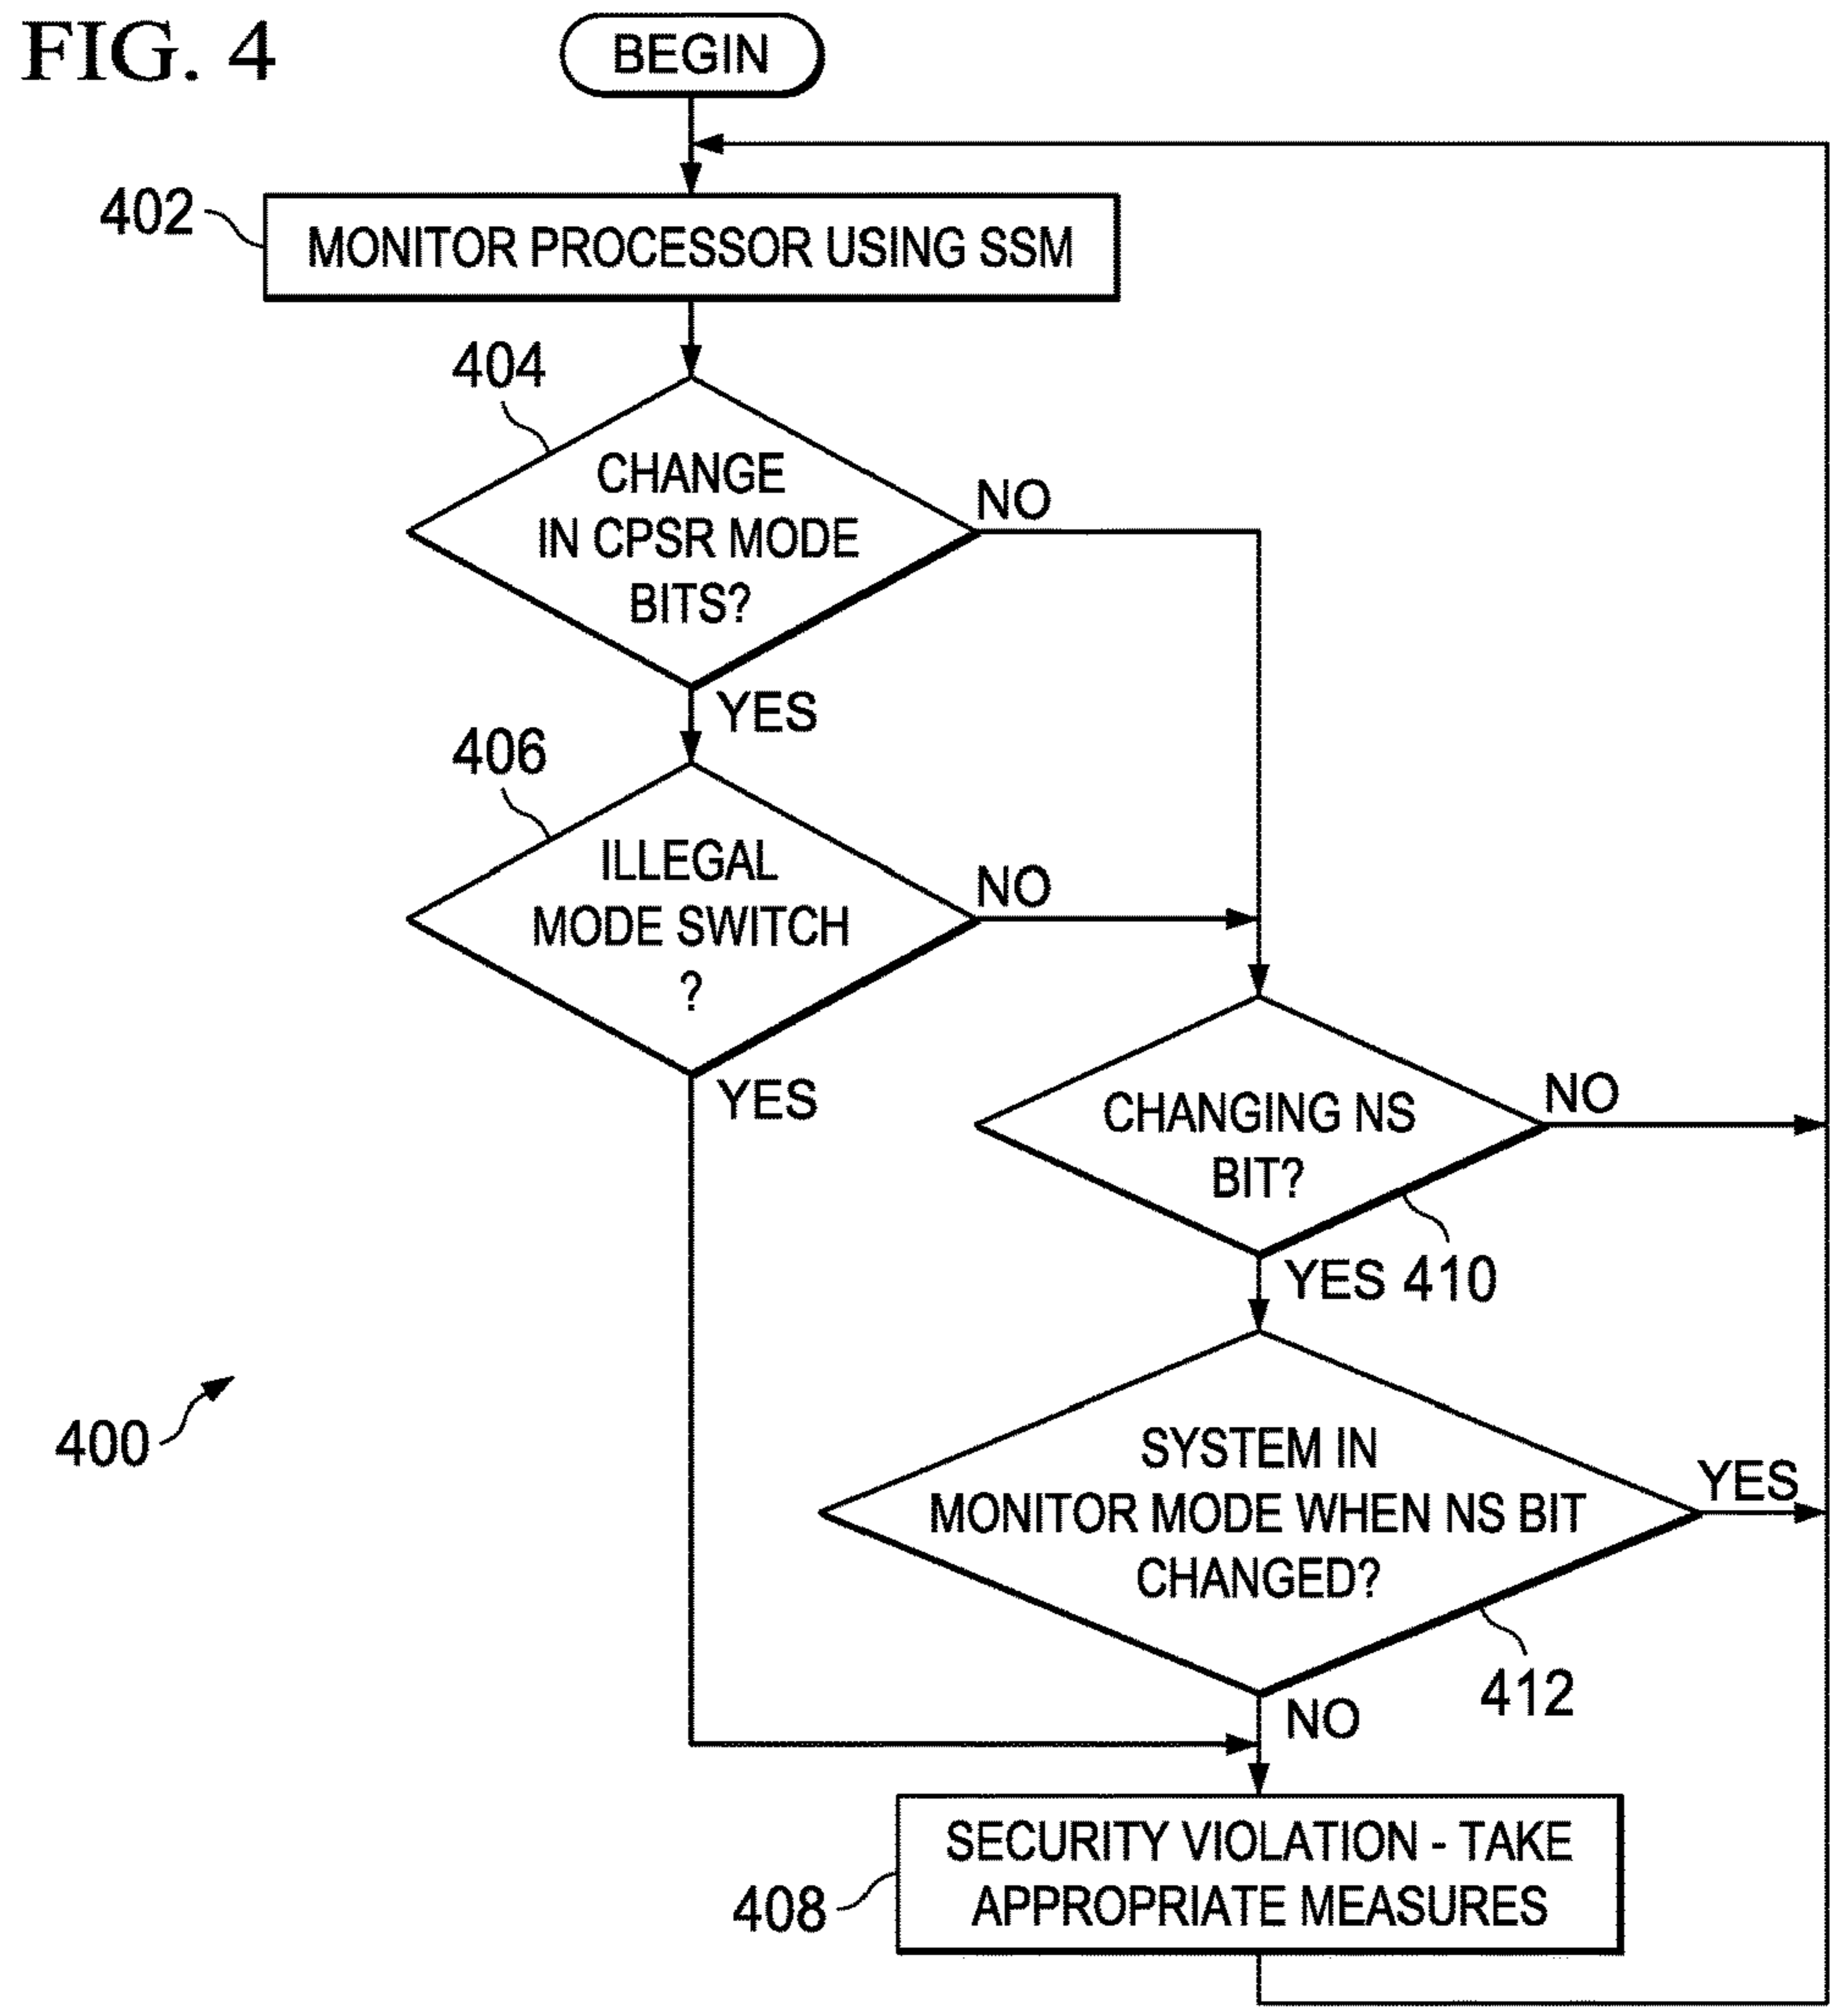 FIG. 4
BEGIN
402
MONITOR PROCESSOR USING SSM
404
CHANGE
IN CPSR MODE
BITS?
NO
YES
406
ILLEGAL
MODE SWITCH
?
NO
YES
CHANGING NS
BIT?
NO
YES
410
SYSTEM IN
MONITOR MODE WHEN NS BIT
CHANGED?
YES
412
NO
400
SECURITY VIOLATION - TAKE
APPROPRIATE MEASURES
408